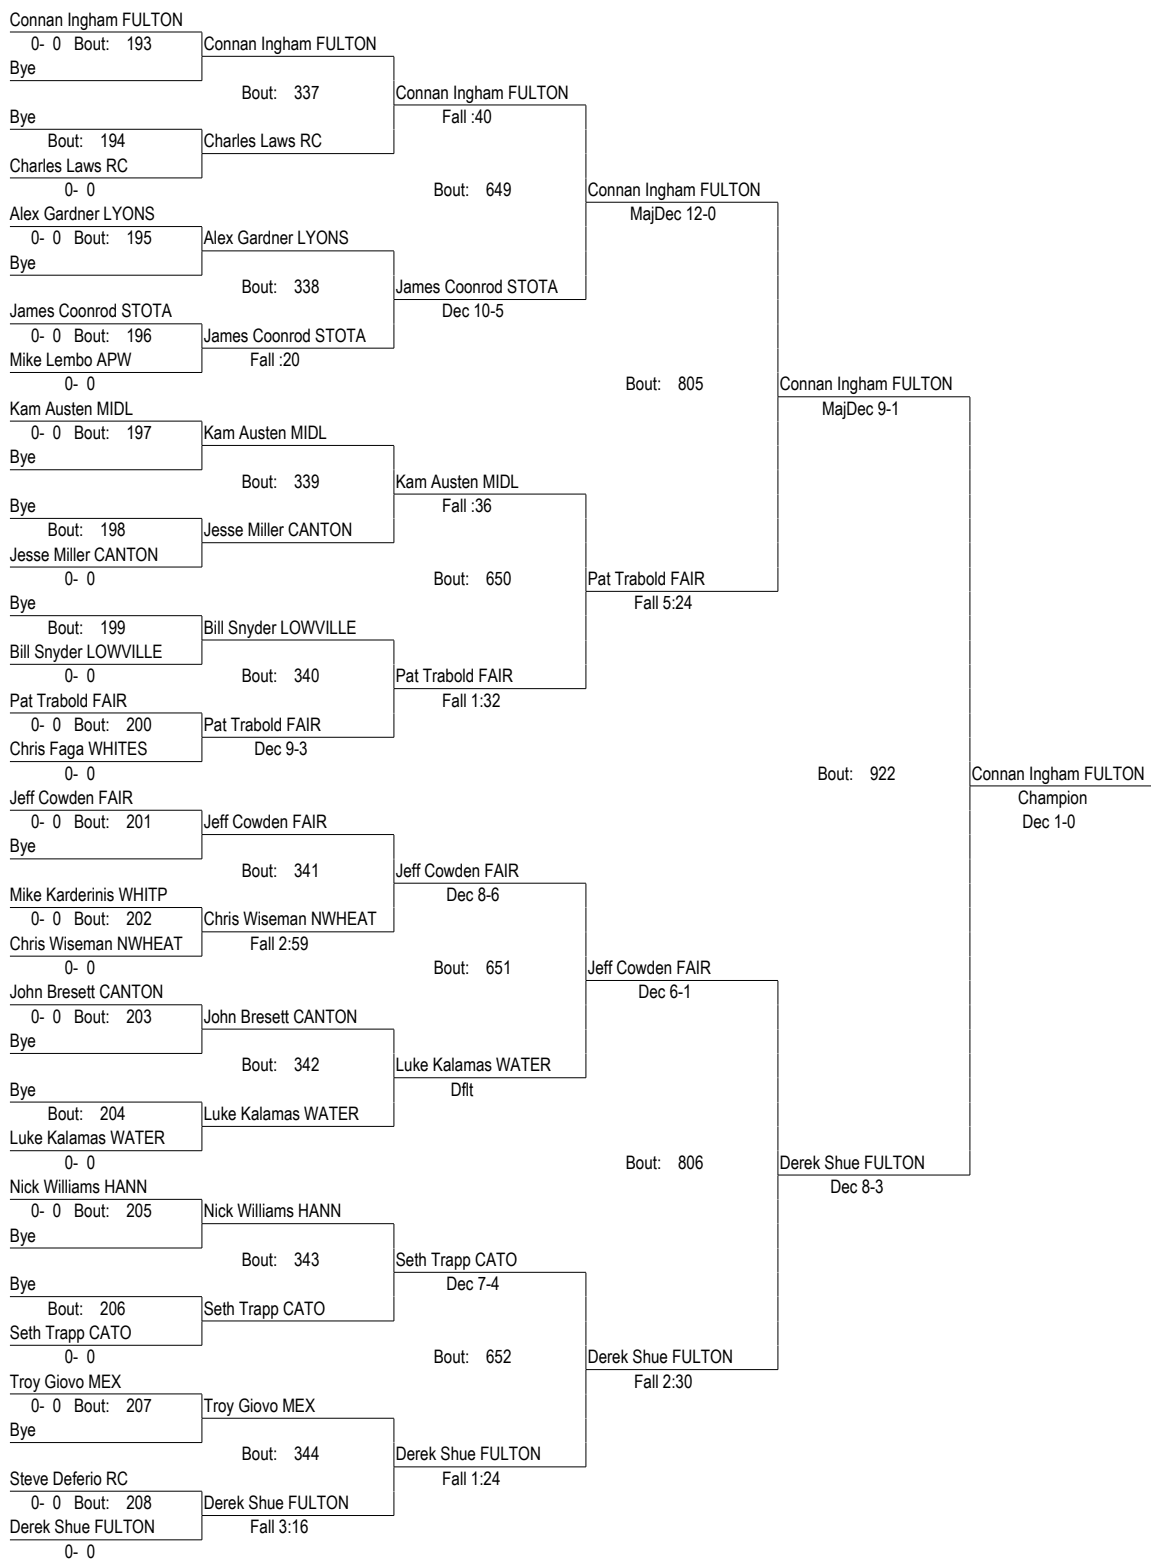 Connan Ingham FULTON
0- 0 Bout: 193
Connan Ingham FULTON
Bye
Bout: 337
Connan Ingham FULTON
Bye
Fall :40
Bout: 194
Charles Laws RC
Charles Laws RC
0- 0
Bout: 649
Connan Ingham FULTON
Alex Gardner LYONS
MajDec 12-0
0- 0 Bout: 195
Alex Gardner LYONS
Bye
Bout: 338
James Coonrod STOTA
James Coonrod STOTA
Dec 10-5
0- 0 Bout: 196
James Coonrod STOTA
Mike Lembo APW
Fall :20
0- 0
Bout: 805
Connan Ingham FULTON
Kam Austen MIDL
MajDec 9-1
0- 0 Bout: 197
Kam Austen MIDL
Bye
Bout: 339
Kam Austen MIDL
Bye
Fall :36
Bout: 198
Jesse Miller CANTON
Jesse Miller CANTON
0- 0
Bout: 650
Pat Trabold FAIR
Bye
Fall 5:24
Bout: 199
Bill Snyder LOWVILLE
Bill Snyder LOWVILLE
0- 0
Bout: 340
Pat Trabold FAIR
Pat Trabold FAIR
Fall 1:32
0- 0 Bout: 200
Pat Trabold FAIR
Chris Faga WHITES
Dec 9-3
0- 0
Bout: 922
Connan Ingham FULTON
Jeff Cowden FAIR
Champion
0- 0 Bout: 201
Jeff Cowden FAIR
Dec 1-0
Bye
Bout: 341
Jeff Cowden FAIR
Mike Karderinis WHITP
Dec 8-6
0- 0 Bout: 202
Chris Wiseman NWHEAT
Chris Wiseman NWHEAT
Fall 2:59
0- 0
Bout: 651
Jeff Cowden FAIR
John Bresett CANTON
Dec 6-1
0- 0 Bout: 203
John Bresett CANTON
Bye
Bout: 342
Luke Kalamas WATER
Bye
Dflt
Bout: 204
Luke Kalamas WATER
Luke Kalamas WATER
0- 0
Bout: 806
Derek Shue FULTON
Nick Williams HANN
Dec 8-3
0- 0 Bout: 205
Nick Williams HANN
Bye
Bout: 343
Seth Trapp CATO
Bye
Dec 7-4
Bout: 206
Seth Trapp CATO
Seth Trapp CATO
0- 0
Bout: 652
Derek Shue FULTON
Troy Giovo MEX
Fall 2:30
0- 0 Bout: 207
Troy Giovo MEX
Bye
Bout: 344
Derek Shue FULTON
Steve Deferio RC
Fall 1:24
0- 0 Bout: 208
Derek Shue FULTON
Derek Shue FULTON
Fall 3:16
0- 0